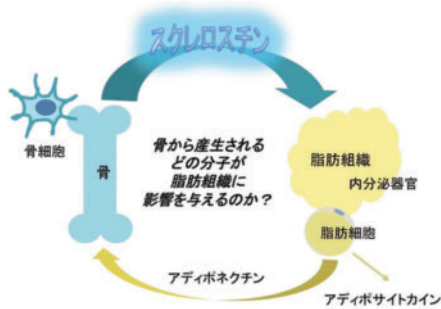 スクレロスチン
骨細胞
骨
骨から産生される
どの分子が
脂肪組織に
影響を与えるのか？
脂肪組織
内分泌器官
脂肪細胞
アディポネクチン
アディポサイトカイン